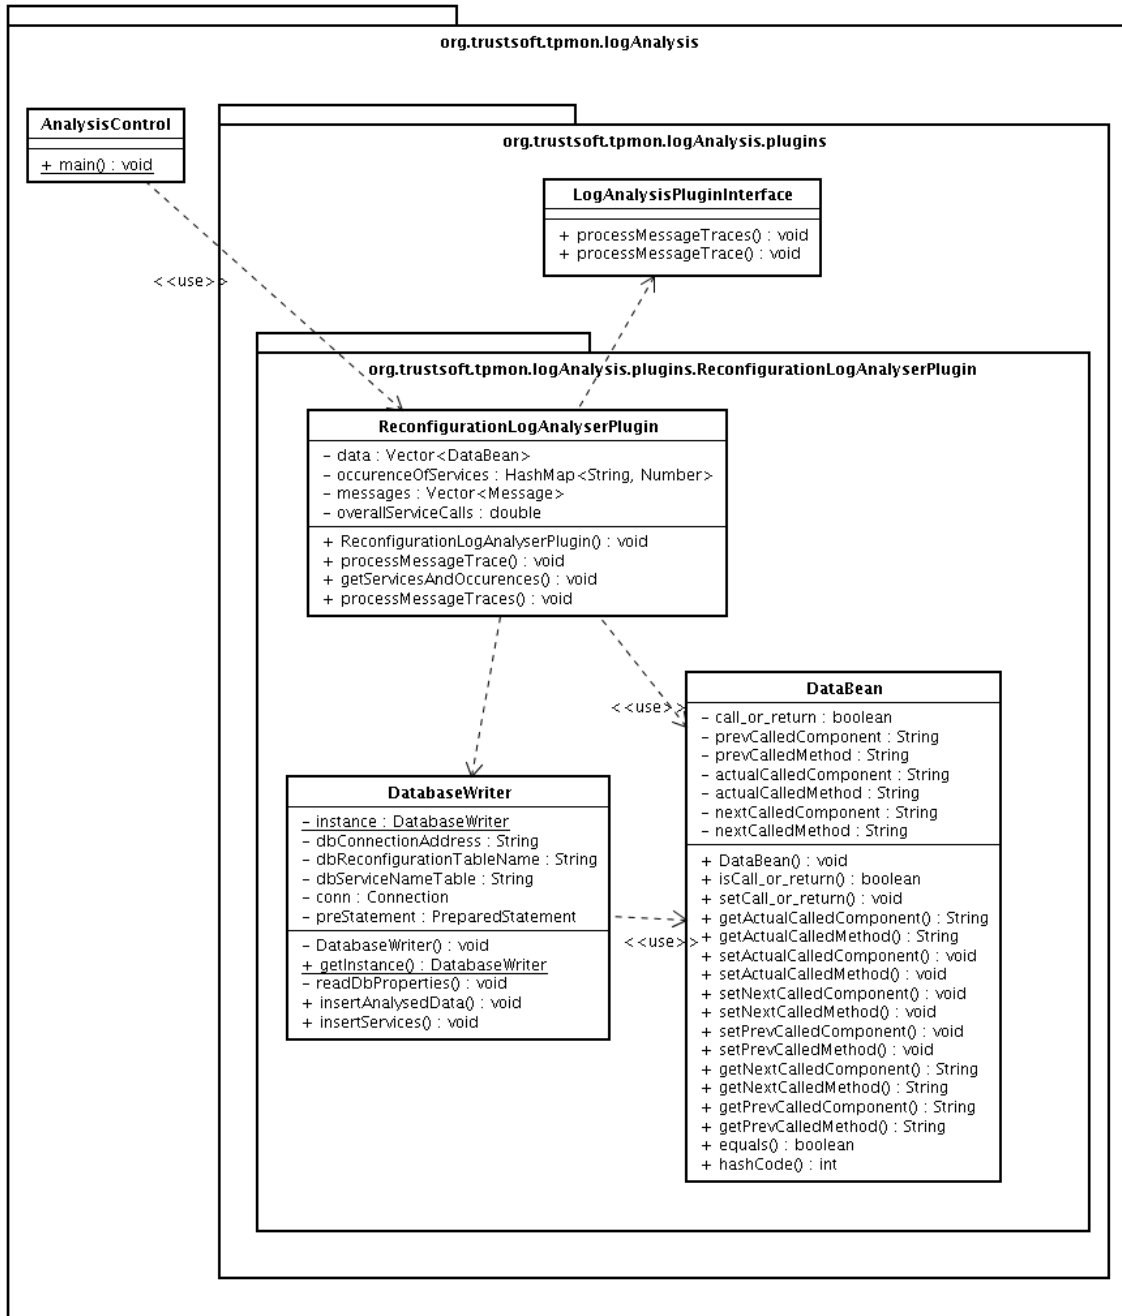 org.trustsoft.tpmon.logAnalysis
AnalysisControl
+ main() : void
org.trustsoft.tpmon.logAnalysis.plugins
LogAnalysisPluginInterface
+ processMessageTraces() : void
+ processMessageTrace() : void
<<use>>
org.trustsoft.tpmon.logAnalysis.plugins.ReconfigurationLogAnalyserPlugin
ReconfigurationLogAnalyserPlugin
- data : Vector<DataBean>
- occurenceOfServices : HashMap<String, Number>
- messages : Vector<Message>
- overallServiceCalls : double
+ ReconfigurationLogAnalyserPlugin() : void
+ processMessageTrace() : void
+ getServicesAndOccurences() : void
+ processMessageTraces() : void
<<use>>
DataBean
- call_or_return : boolean
- prevCalledComponent : String
- prevCalledMethod : String
- actualCalledComponent : String
- actualCalledMethod : String
- nextCalledComponent : String
- nextCalledMethod : String
+ DataBean() : void
+ isCall_or_return() : boolean
+ setCall_or_return() : void
+ getActualCalledComponent() : String
+ getActualCalledMethod() : String
+ setActualCalledComponent() : void
+ setActualCalledMethod() : void
+ setNextCalledComponent() : void
+ setNextCalledMethod() : void
+ setPrevCalledComponent() : void
+ setPrevCalledMethod() : void
+ getNextCalledComponent() : String
+ getNextCalledMethod() : String
+ getPrevCalledComponent() : String
+ getPrevCalledMethod() : String
+ equals() : boolean
+ hashCode() : int
DatabaseWriter
- instance : DatabaseWriter
- dbConnectionAddress : String
- dbReconfigurationTableName : String
- dbServiceNameTable : String
- conn : Connection
- preStatement : PreparedStatement
- DatabaseWriter() : void
+ getInstance() : DatabaseWriter
- readDbProperties() : void
+ insertAnalysedData() : void
+ insertServices() : void
<<use>>